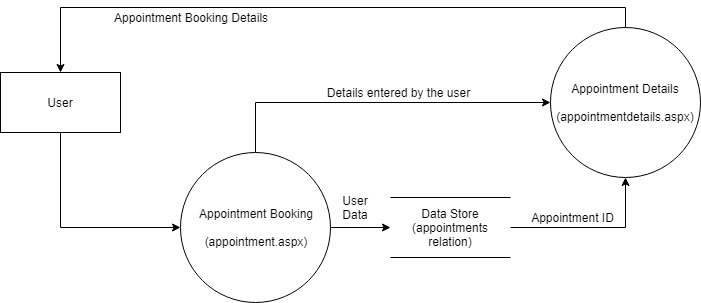 Appointment Booking Details
User
Details entered by the user
Appointment Details
(appointmentdetails.aspx)
Appointment Booking
(appointment.aspx)
User
Data
Data Store
(appointments
relation)
Appointment ID